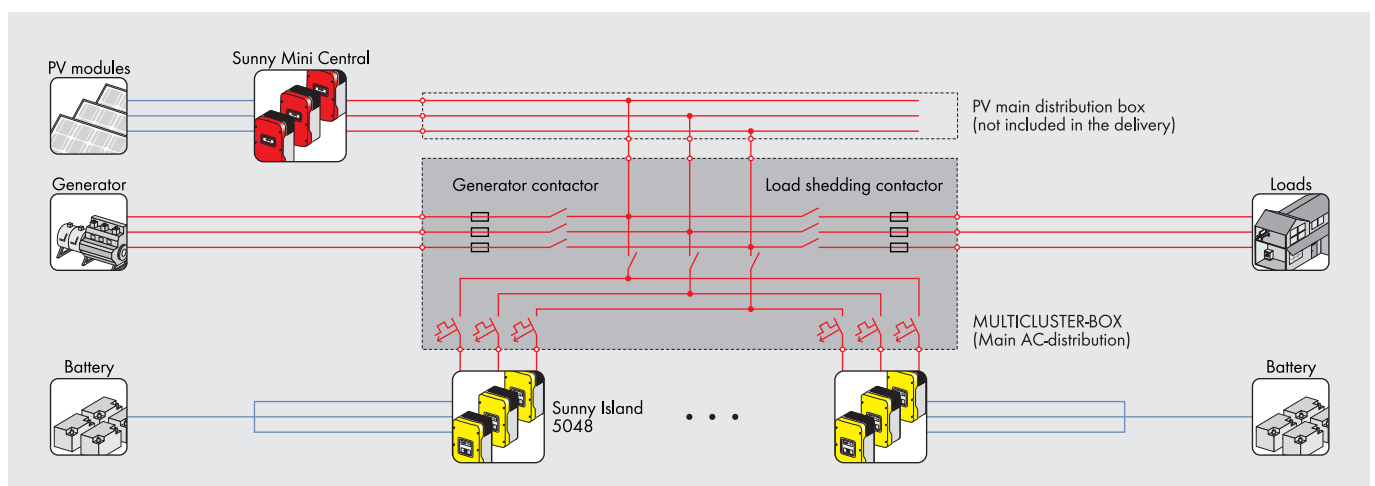 Sunny Mini Central
PV modules
PV main distribution box
(not included in the delivery)
Generator
Generator contactor
Load shedding contactor
Loads
MULTICLUSTER-BOX
(Main AC-distribution)
Battery
Sunny Island
5048
Battery